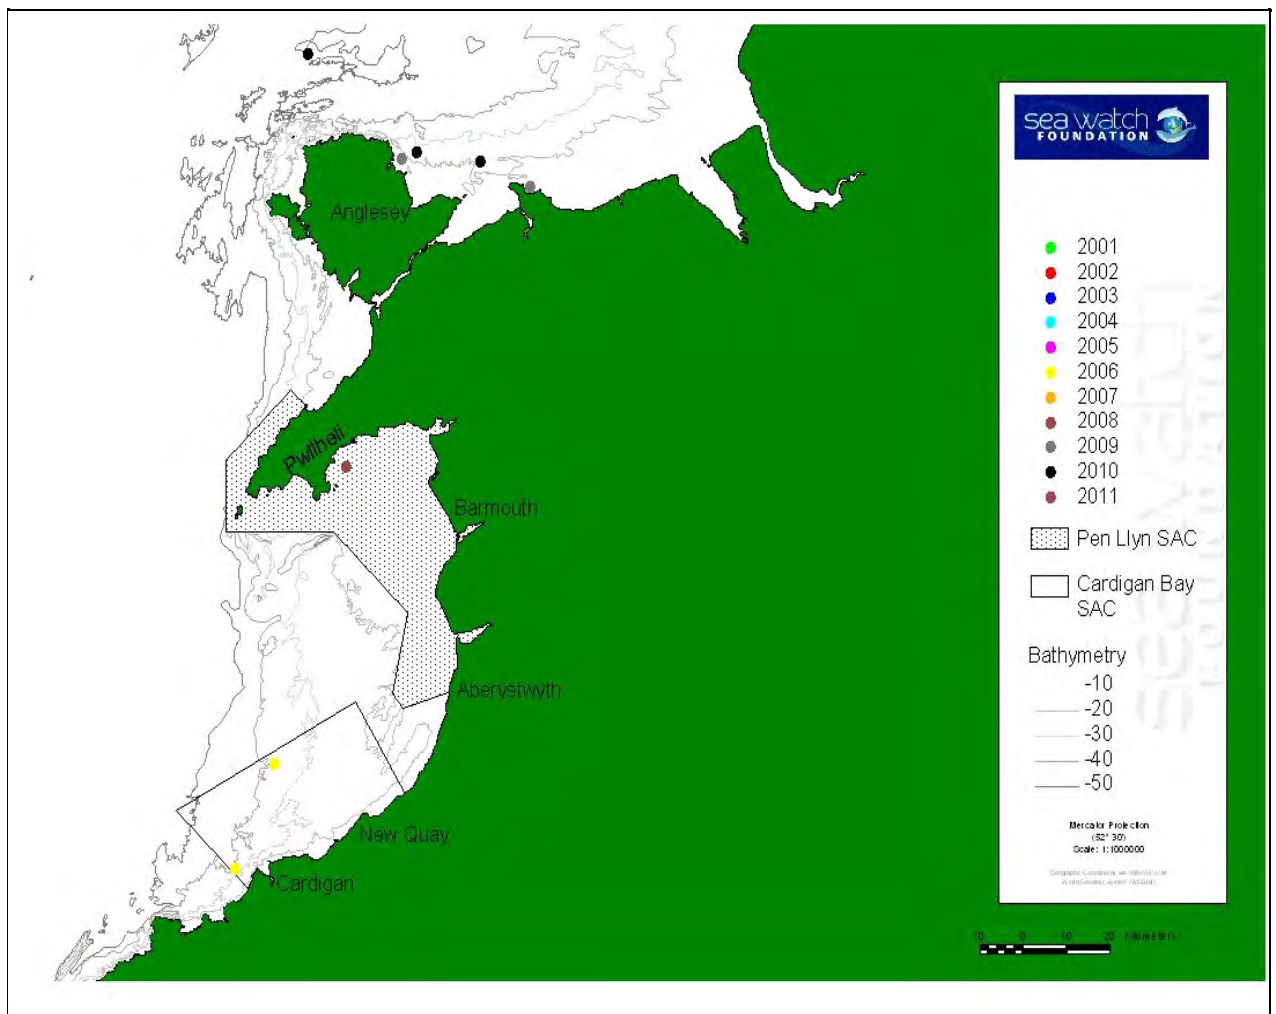 sea watch
FOUNDATION
Anglesey
2001
2002
2003
2004
2005
2006
2007
2008
2009
2010
2011
Pwllheli
Barmouth
Pen Llyn SAC
Cardigan Bay
SAC
Bathymetry
Aberystwyth
-10
-20
-30
-40
-50
New Quay
Cardigan
Mercator Projection
(52° 30)
Scale: 1:1000000
10 0 10 20 Kilometers